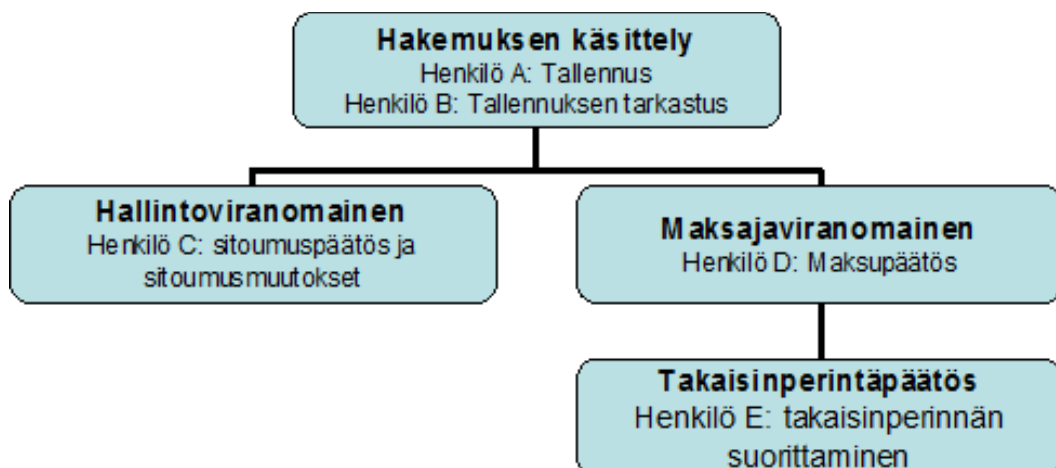 Hakemuksen käsittely
Henkilö A: Tallennus
Henkilö B: Tallennuksen tarkastus
Hallintoviranomainen
Henkilö C: sitoumuspäätös ja
sitoumusmuutokset
Maksajaviranomainen
Henkilö D: Maksupäätös
Takaisinperintäpäätös
Henkilö E: takaisinperinnän
suorittaminen